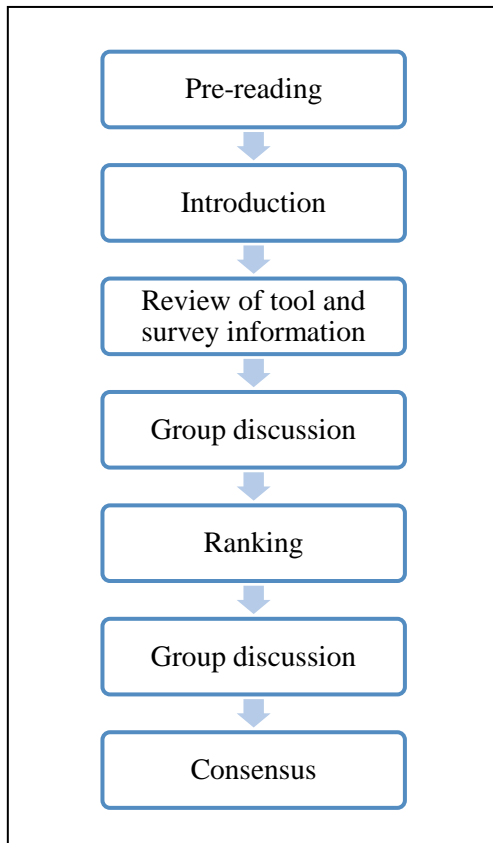 Pre-reading
Introduction
Review of tool and
survey information
Group discussion
Ranking
Group discussion
Consensus